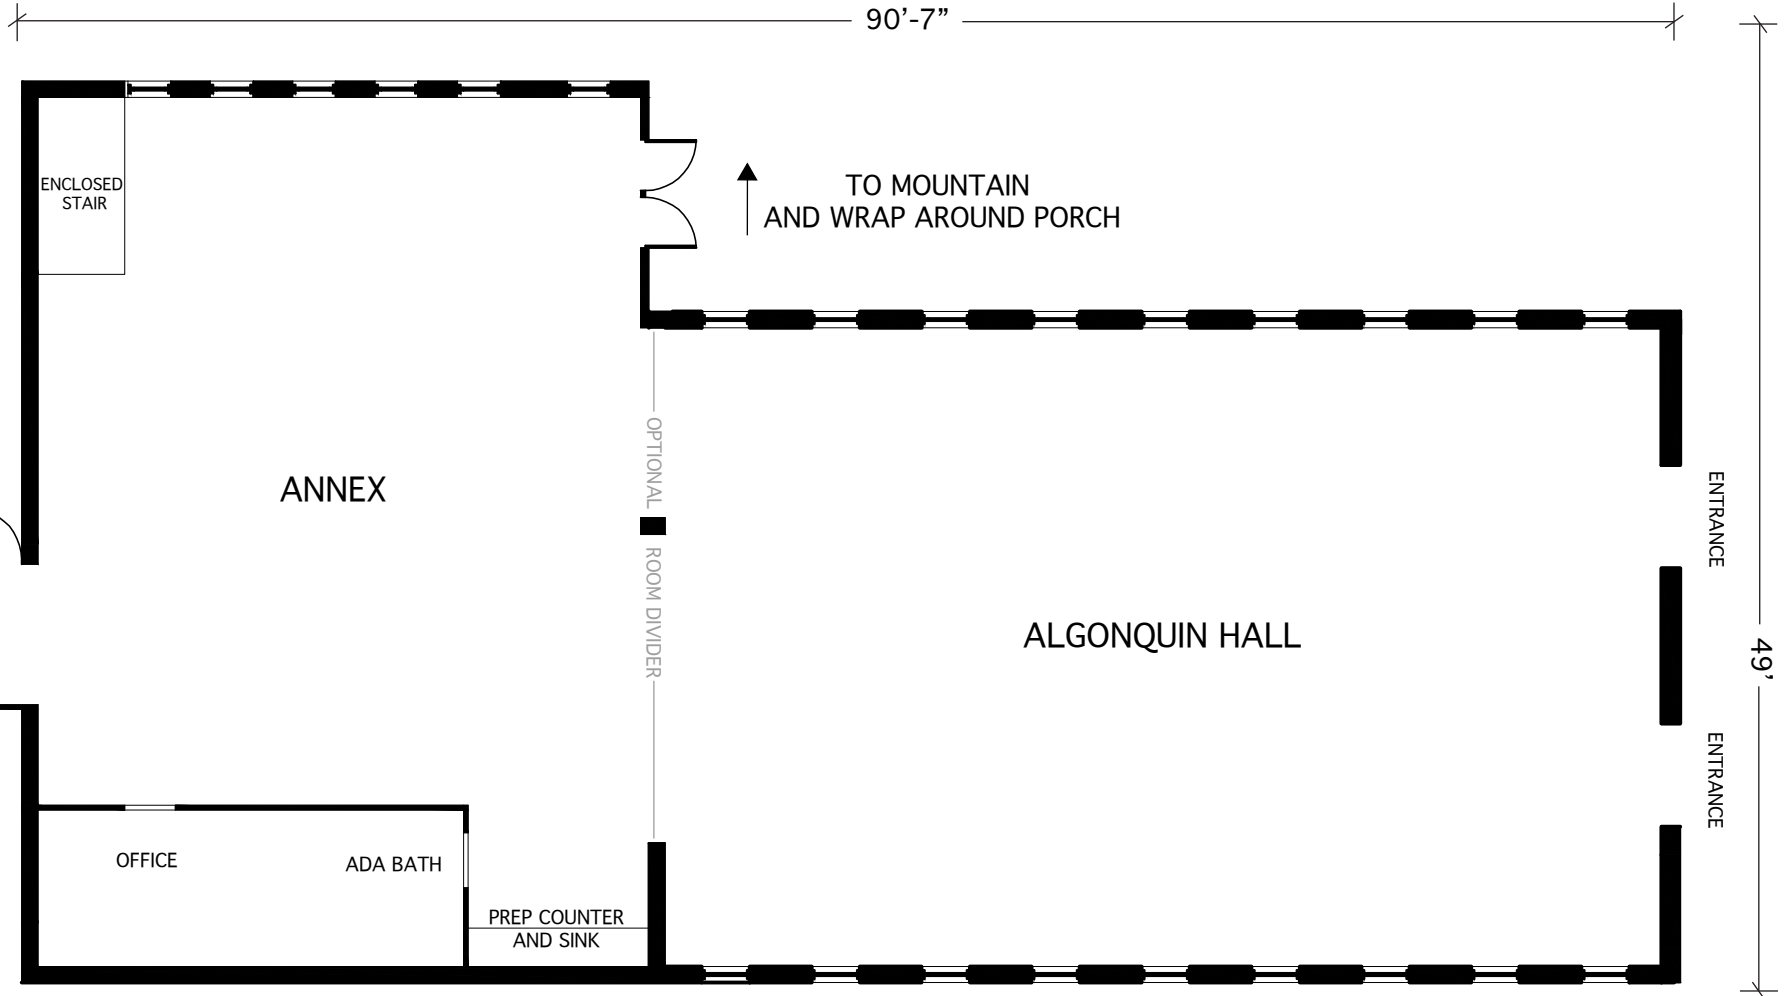 90’-7”
ENCLOSED
STAIR
TO MOUNTAIN
AND WRAP AROUND PORCH
OPTIONAL ROOM DIVIDER
ANNEX
ENTRANCE
ALGONQUIN HALL
49’
ENTRANCE
OFFICE
ADA BATH
PREP COUNTER
AND SINK